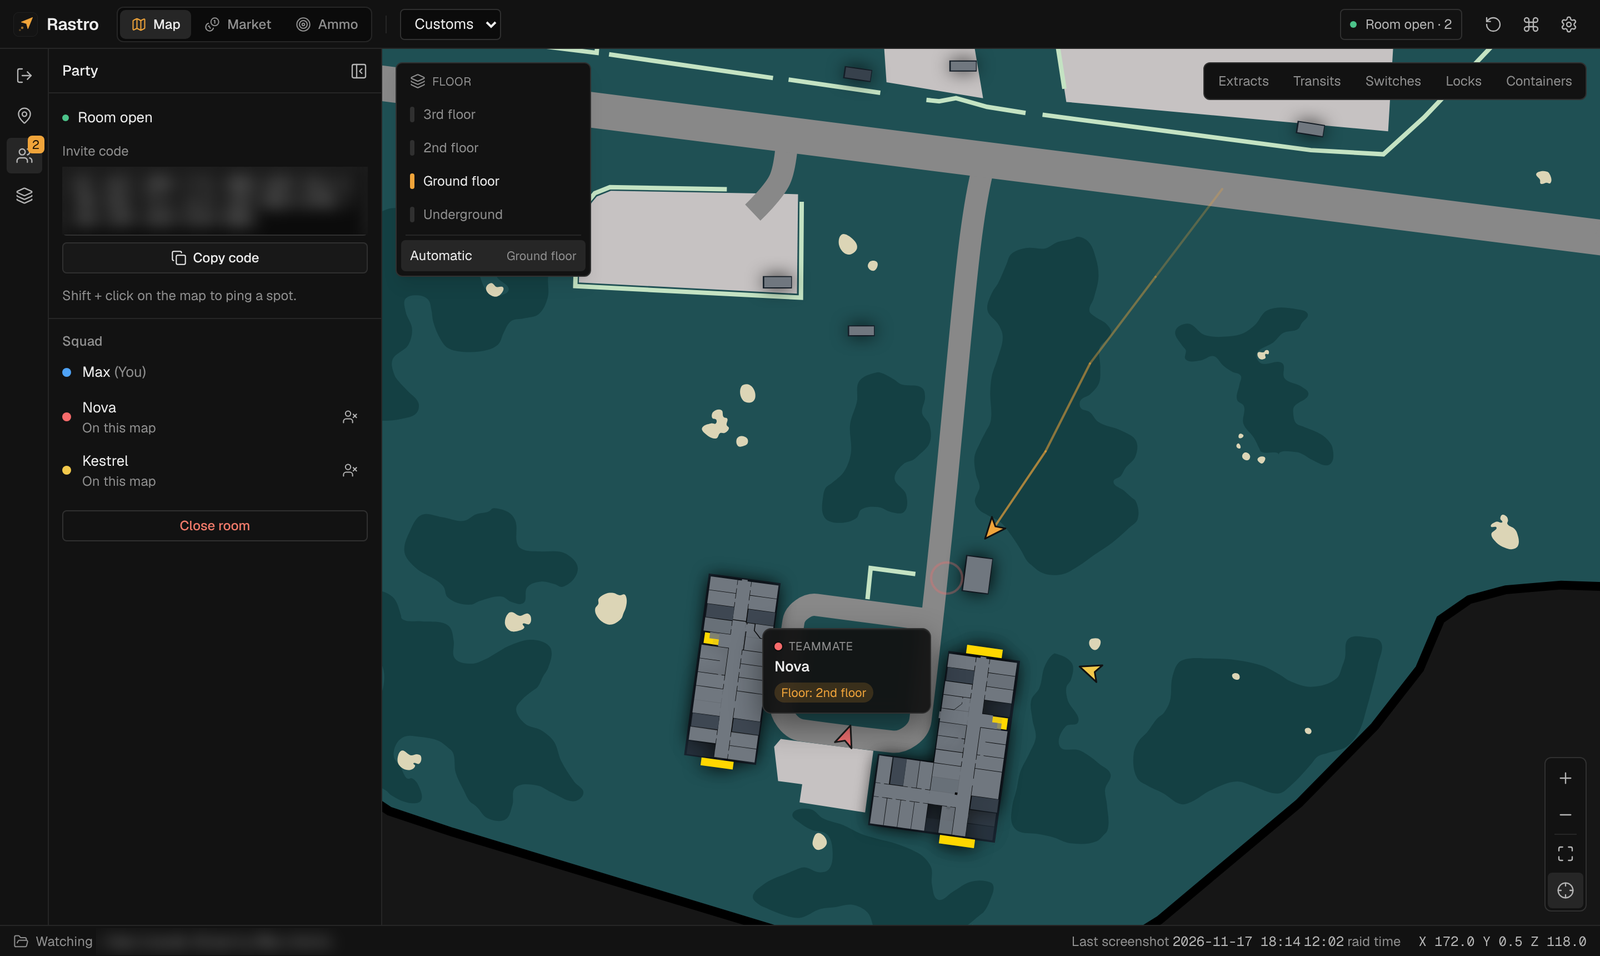 Rastro
Map
Market
Ammo
Customs
Room open · 2
Party
Room open
Invite code
Copy code
Shift + click on the map to ping a spot.
Squad
Max (You)
Nova
On this map
Kestrel
On this map
Close room
2
FLOOR
3rd floor
2nd floor
Ground floor
Underground
Automatic Ground floor
Extracts Transits Switches Locks Containers
TEAMMATE
Nova
Floor: 2nd floor
Watching
Last screenshot 2026-11-17 18:14 12:02 raid time X 172.0 Y 0.5 Z 118.0